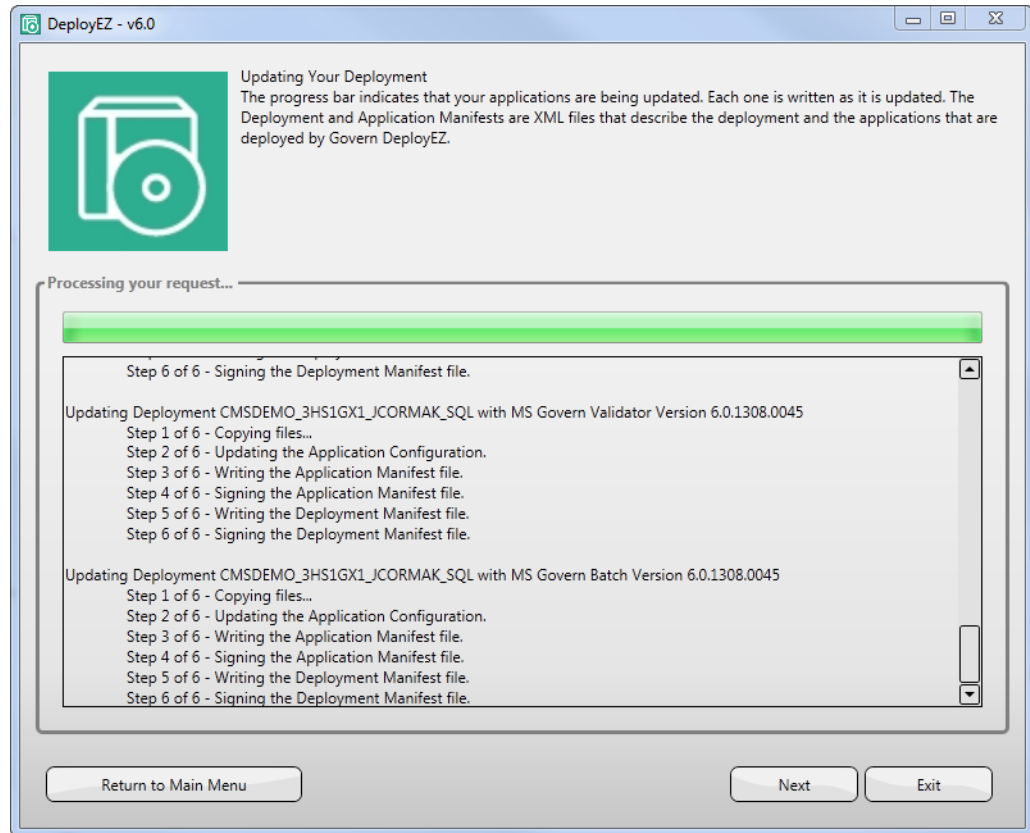 DeployEZ - v6.0
Updating Your Deployment
The progress bar indicates that your applications are being updated. Each one is written as it is updated. The
Deployment and Application Manifests are XML files that describe the deployment and the applications that are
deployed by Govern DeployEZ.
Processing your request...
Step 6 of 6 - Signing the Deployment Manifest file.
Updating Deployment CMSDEMO_3HS1GX1_JCORMAK_SQL with MS Govern Validator Version 6.0.1308.0045
Step 1 of 6 - Copying files...
Step 2 of 6 - Updating the Application Configuration.
Step 3 of 6 - Writing the Application Manifest file.
Step 4 of 6 - Signing the Application Manifest file.
Step 5 of 6 - Writing the Deployment Manifest file.
Step 6 of 6 - Signing the Deployment Manifest file.
Updating Deployment CMSDEMO_3HS1GX1_JCORMAK_SQL with MS Govern Batch Version 6.0.1308.0045
Step 1 of 6 - Copying files...
Step 2 of 6 - Updating the Application Configuration.
Step 3 of 6 - Writing the Application Manifest file.
Step 4 of 6 - Signing the Application Manifest file.
Step 5 of 6 - Writing the Deployment Manifest file.
Step 6 of 6 - Signing the Deployment Manifest file.
Return to Main Menu
Next
Exit